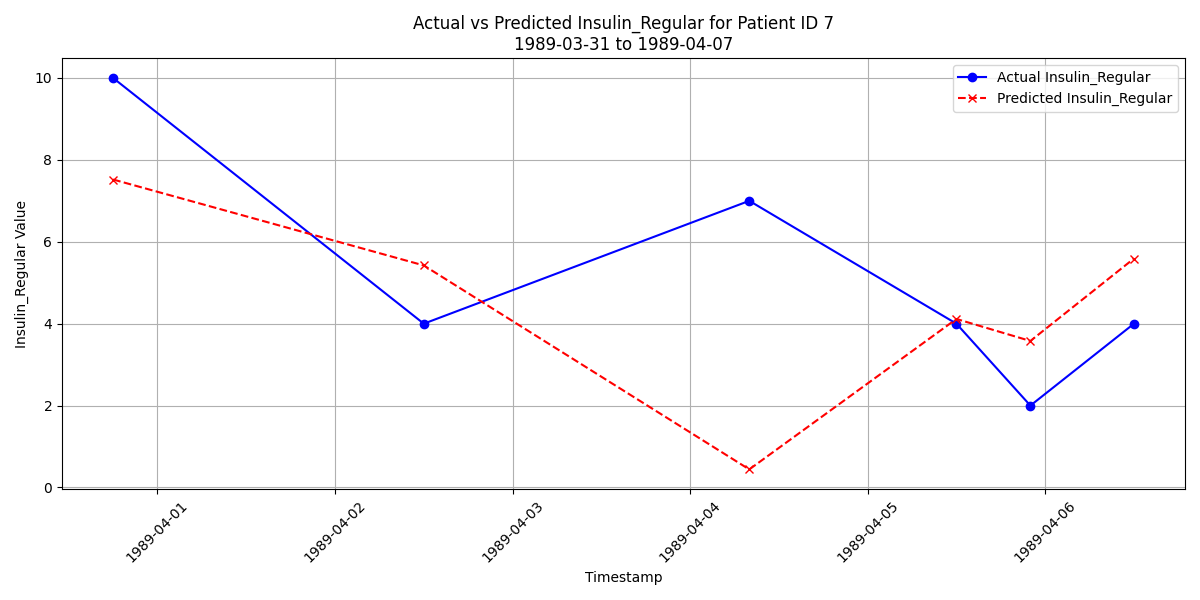 Actual vs Predicted Insulin_Regular for Patient ID 7
1989-03-31 to 1989-04-07
Actual Insulin_Regular
Predicted Insulin_Regular
Insulin_Regular Value
10
8
6
4
2
0
1989-04-01
1989-04-02
1989-04-03
1989-04-04
1989-04-05
1989-04-06
Timestamp